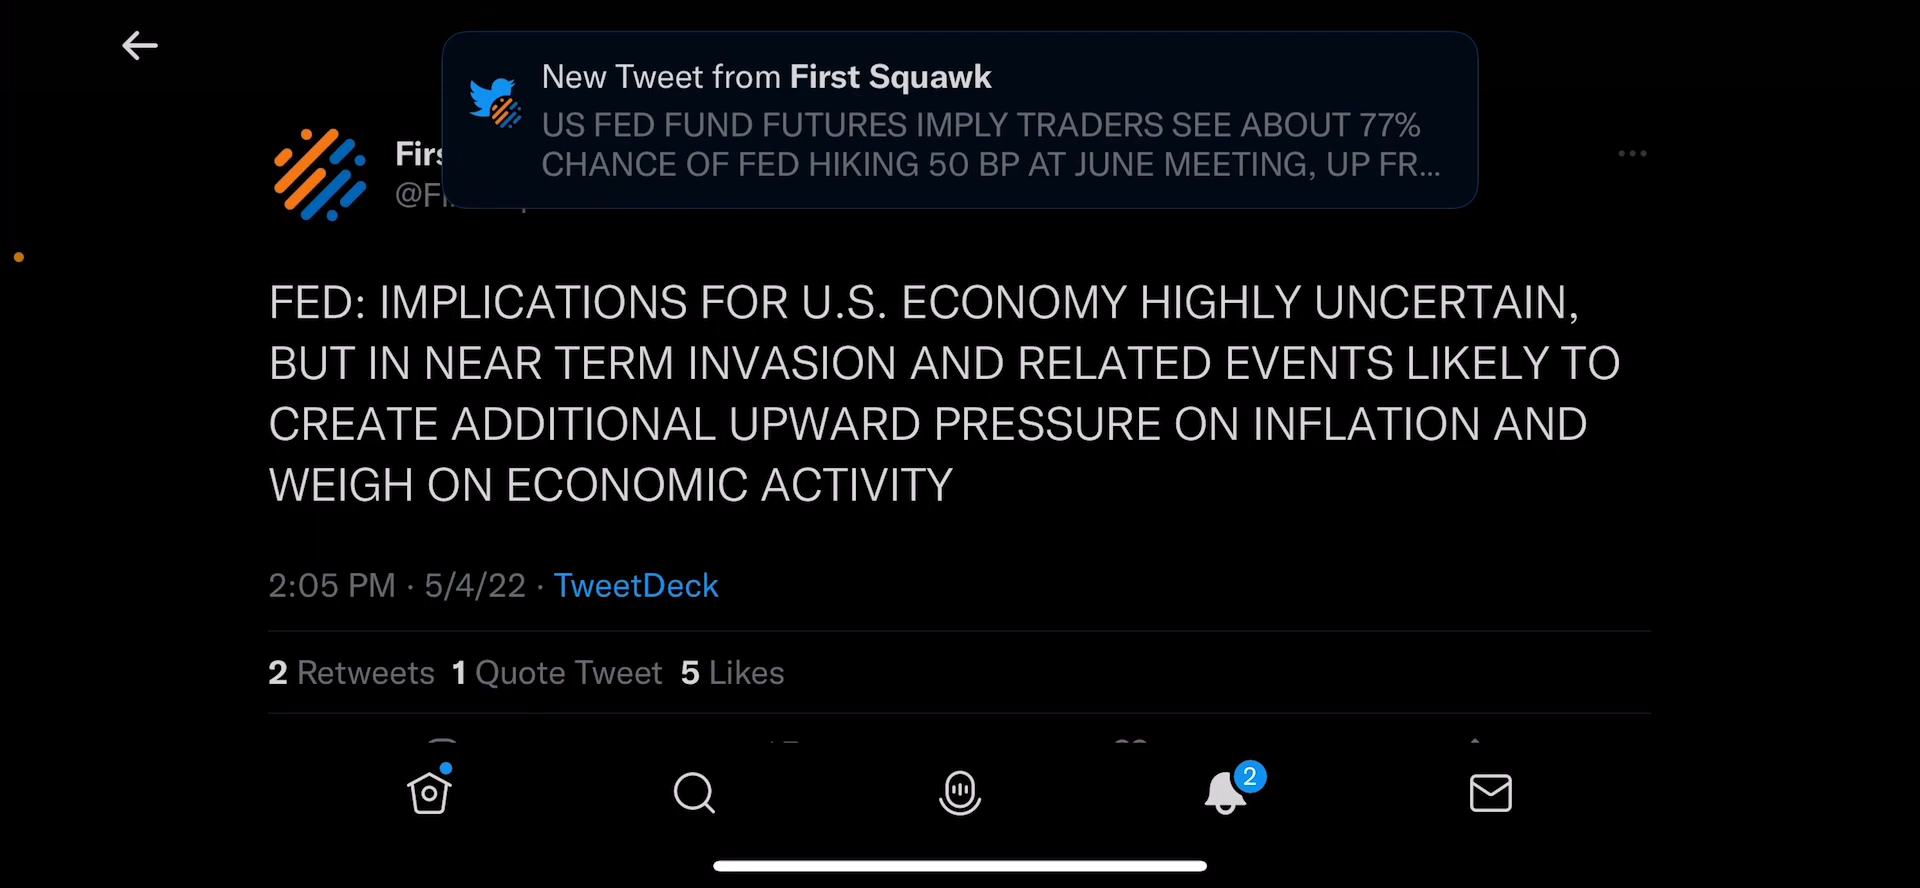 New Tweet from First Squawk
US FED FUND FUTURES IMPLY TRADERS SEE ABOUT 77%
CHANCE OF FED HIKING 50 BP AT JUNE MEETING, UP FR...
FED: IMPLICATIONS FOR U.S. ECONOMY HIGHLY UNCERTAIN,
BUT IN NEAR TERM INVASION AND RELATED EVENTS LIKELY TO
CREATE ADDITIONAL UPWARD PRESSURE ON INFLATION AND
WEIGH ON ECONOMIC ACTIVITY
2:05 PM · 5/4/22 · TweetDeck
2 Retweets 1 Quote Tweet 5 Likes
2